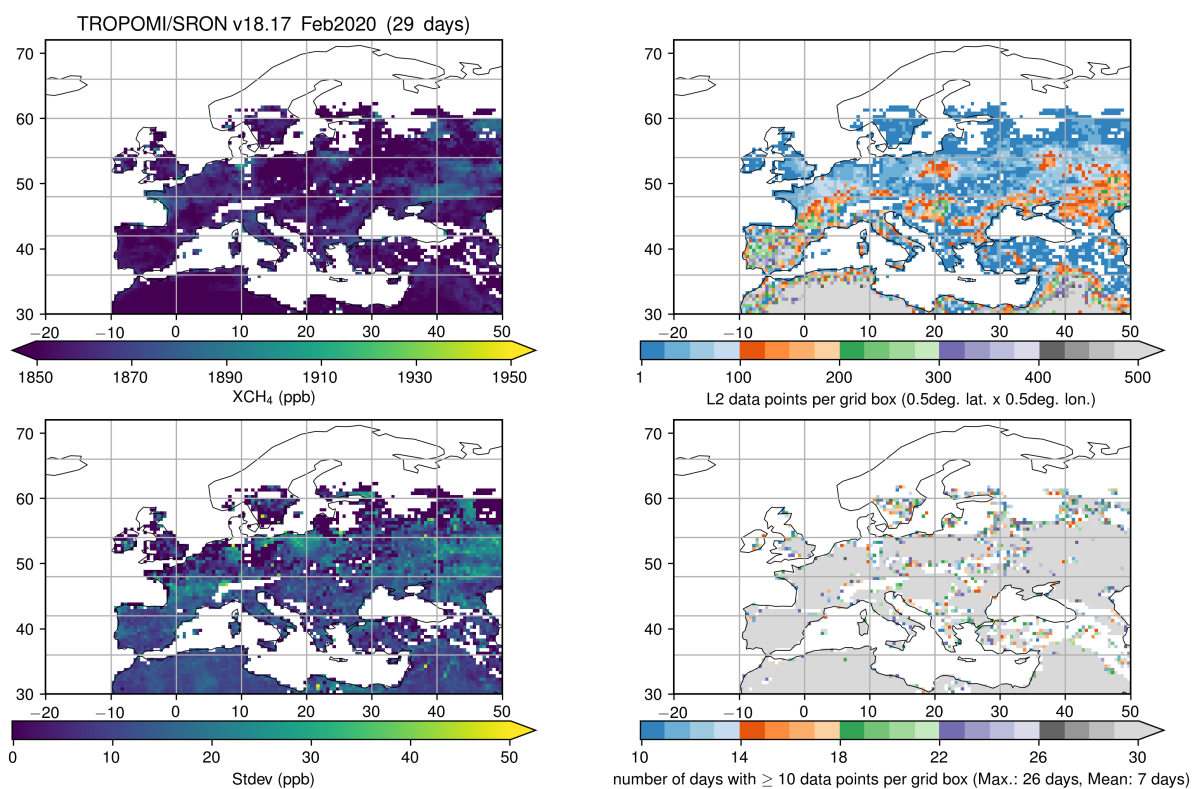 TROPOMI/SRON v18.17 Feb2020 (29 days)
70
60
50
40
30
−20 −10 0 10 20 30 40 50
1850 1870 1890 1910 1930 1950
XCH₄ (ppb)
70
60
50
40
30
−20 −10 0 10 20 30 40 50
1 100 200 300 400 500
L2 data points per grid box (0.5deg. lat. x 0.5deg. lon.)
70
60
50
40
30
−20 −10 0 10 20 30 40 50
0 10 20 30 40 50
Stdev (ppb)
70
60
50
40
30
−20 −10 0 10 20 30 40 50
10 14 18 22 26 30
number of days with ≥ 10 data points per grid box (Max.: 26 days, Mean: 7 days)